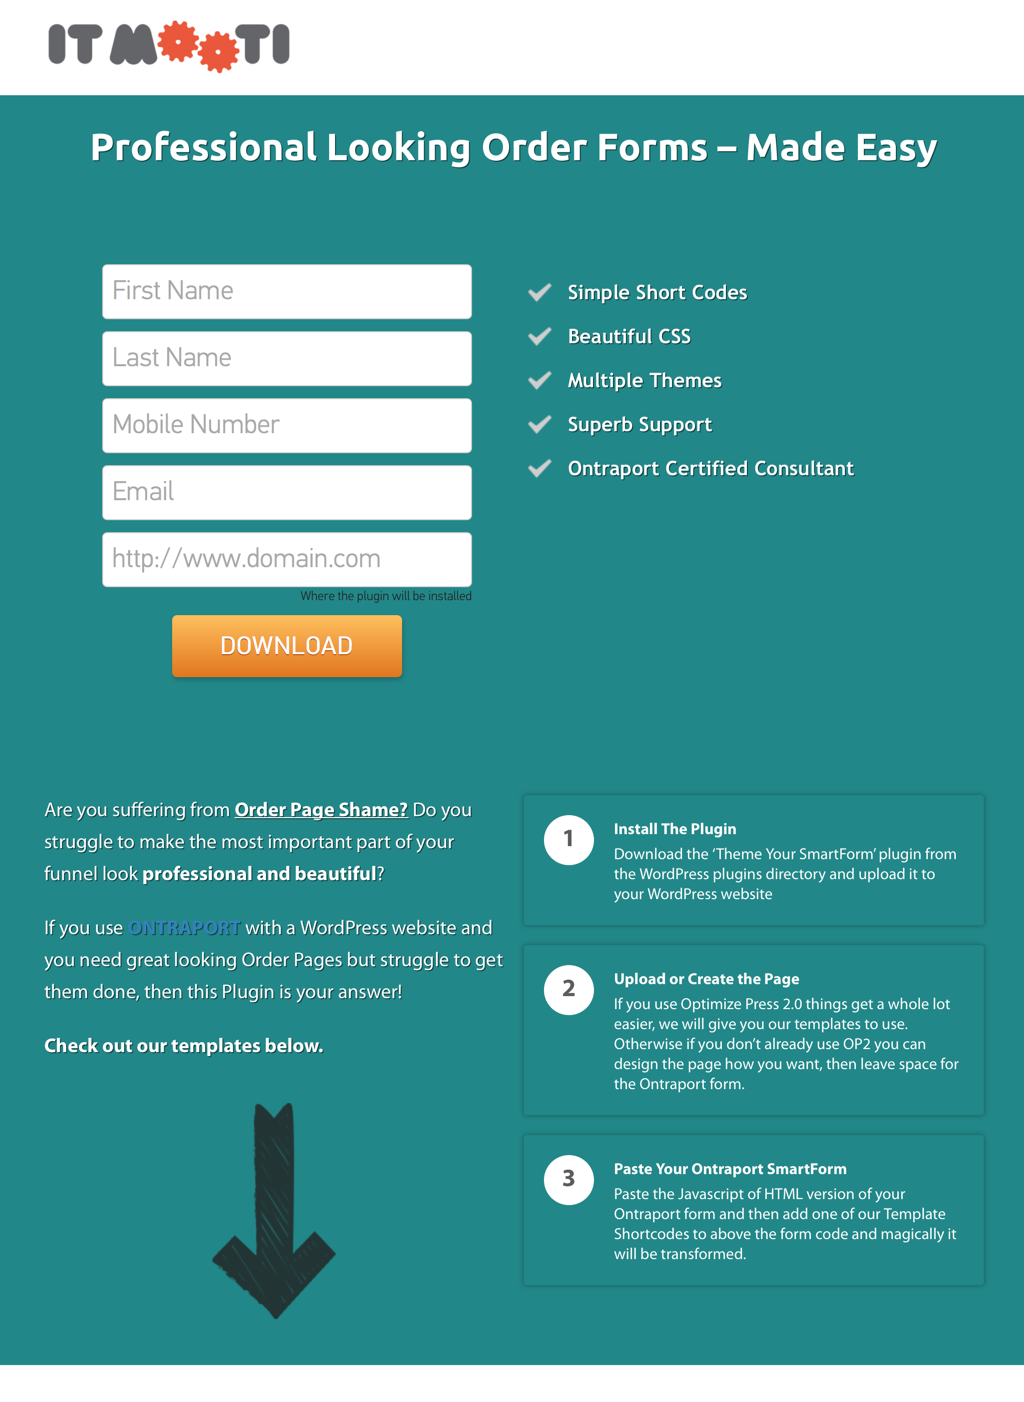 IT MOOTI
Professional Looking Order Forms – Made Easy
First Name
Last Name
Mobile Number
Email
http://www.domain.com
Where the plugin will be installed
DOWNLOAD
Simple Short Codes
Beautiful CSS
Multiple Themes
Superb Support
Ontraport Certified Consultant
Are you suffering from Order Page Shame? Do you
struggle to make the most important part of your
funnel look professional and beautiful?
If you use ONTRAPORT with a WordPress website and
you need great looking Order Pages but struggle to get
them done, then this Plugin is your answer!
Check out our templates below.
1
Install The Plugin
Download the ‘Theme Your SmartForm’ plugin from
the WordPress plugins directory and upload it to
your WordPress website
2
Upload or Create the Page
If you use Optimize Press 2.0 things get a whole lot
easier, we will give you our templates to use.
Otherwise if you don’t already use OP2 you can
design the page how you want, then leave space for
the Ontraport form.
3
Paste Your Ontraport SmartForm
Paste the Javascript of HTML version of your
Ontraport form and then add one of our Template
Shortcodes to above the form code and magically it
will be transformed.